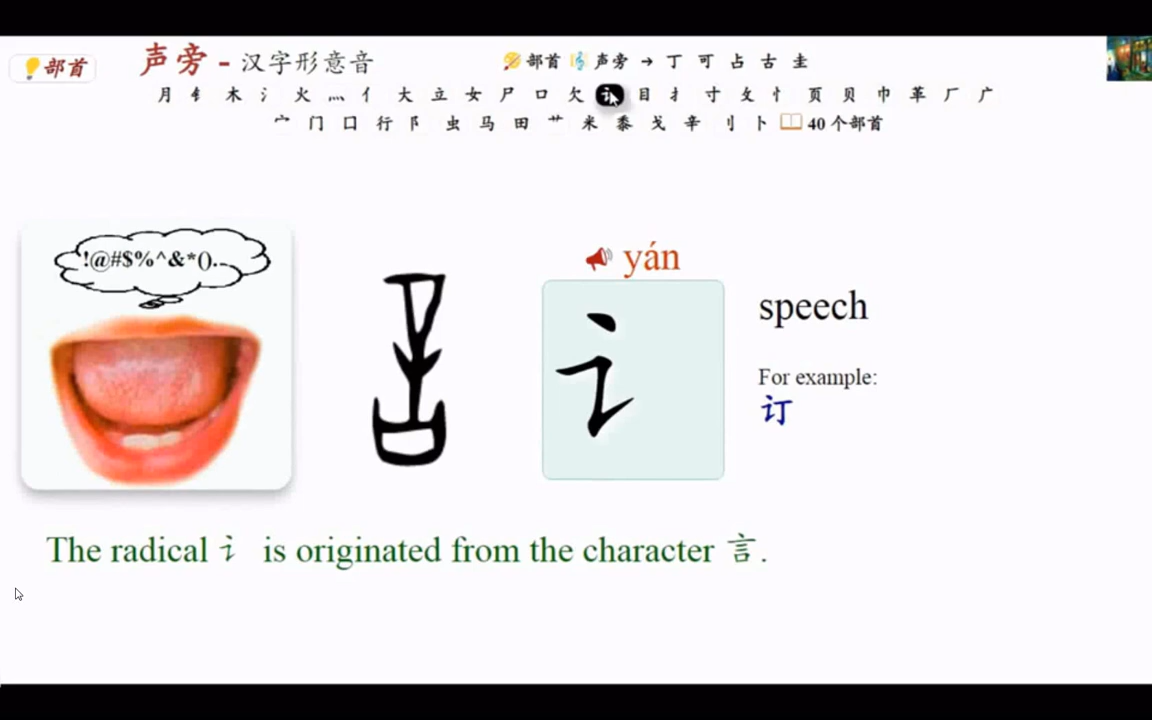 部首
声旁 - 汉字形意音
部首 声旁 → 丁 可 占 古 圭
月 钅 木 氵 火 灬 亻 大 立 女 尸 口 欠 讠 目 扌 寸 攵 忄 页 贝 巾 革 厂 广
宀 门 囗 行 阝 虫 马 田 艹 米 黍 戈 辛 刂 卜 40 个部首
!@#$%^&*()..
yán
讠
speech
For example:
订
The radical 讠 is originated from the character 言.